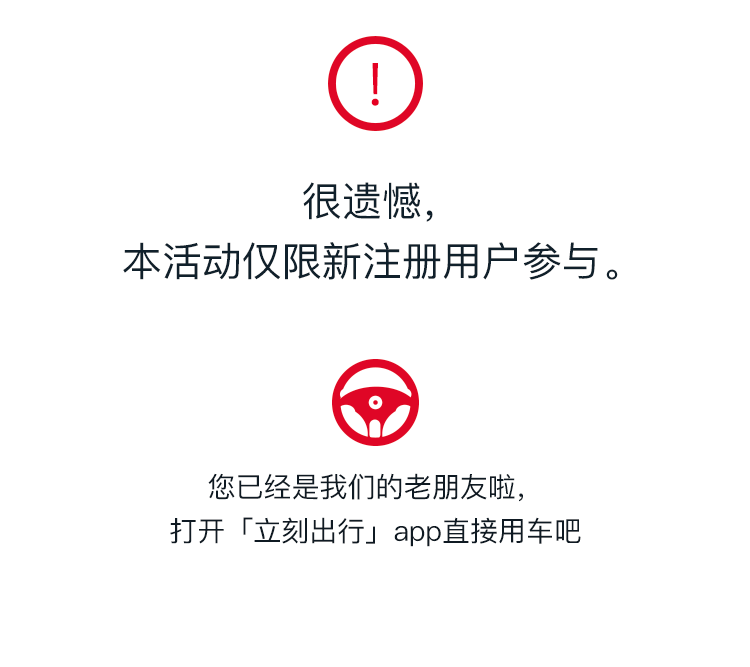 很遗憾，
本活动仅限新注册用户参与。
您已经是我们的老朋友啦，
打开「立刻出行」app直接用车吧